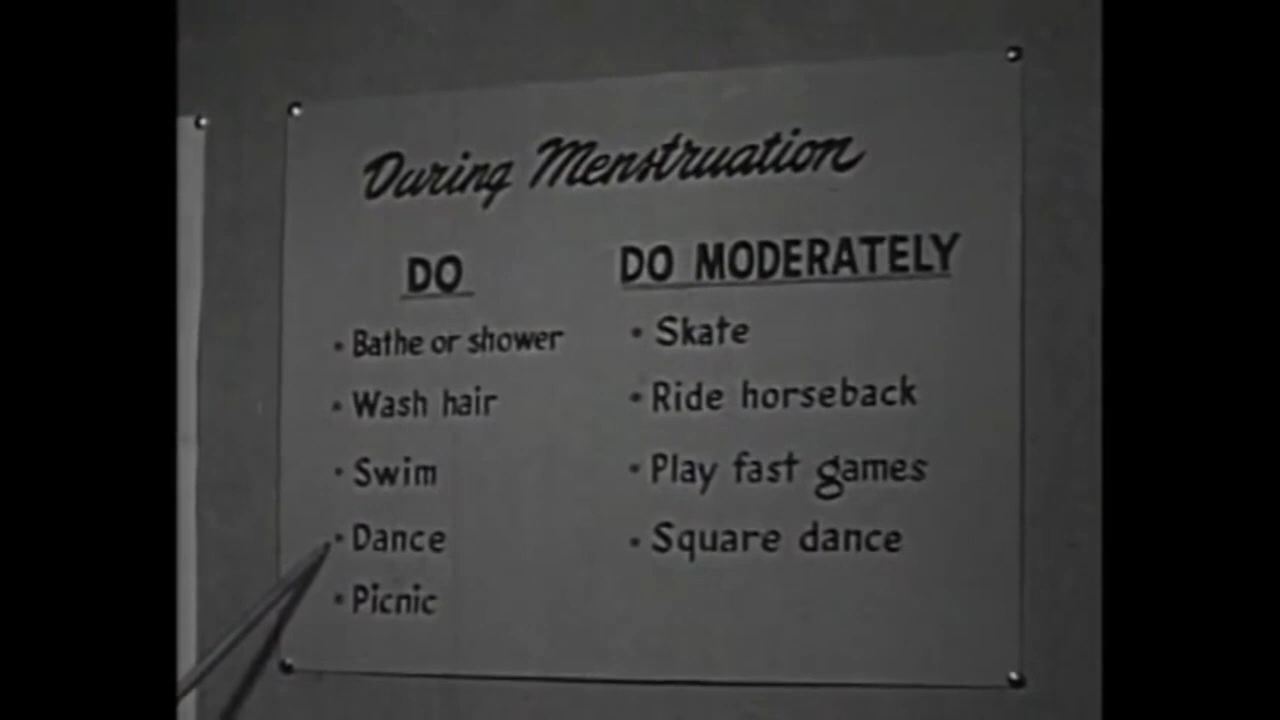 During Menstruation
DO
• Bathe or shower
• Wash hair
• Swim
• Dance
• Picnic
DO MODERATELY
• Skate
• Ride horseback
• Play fast games
• Square dance